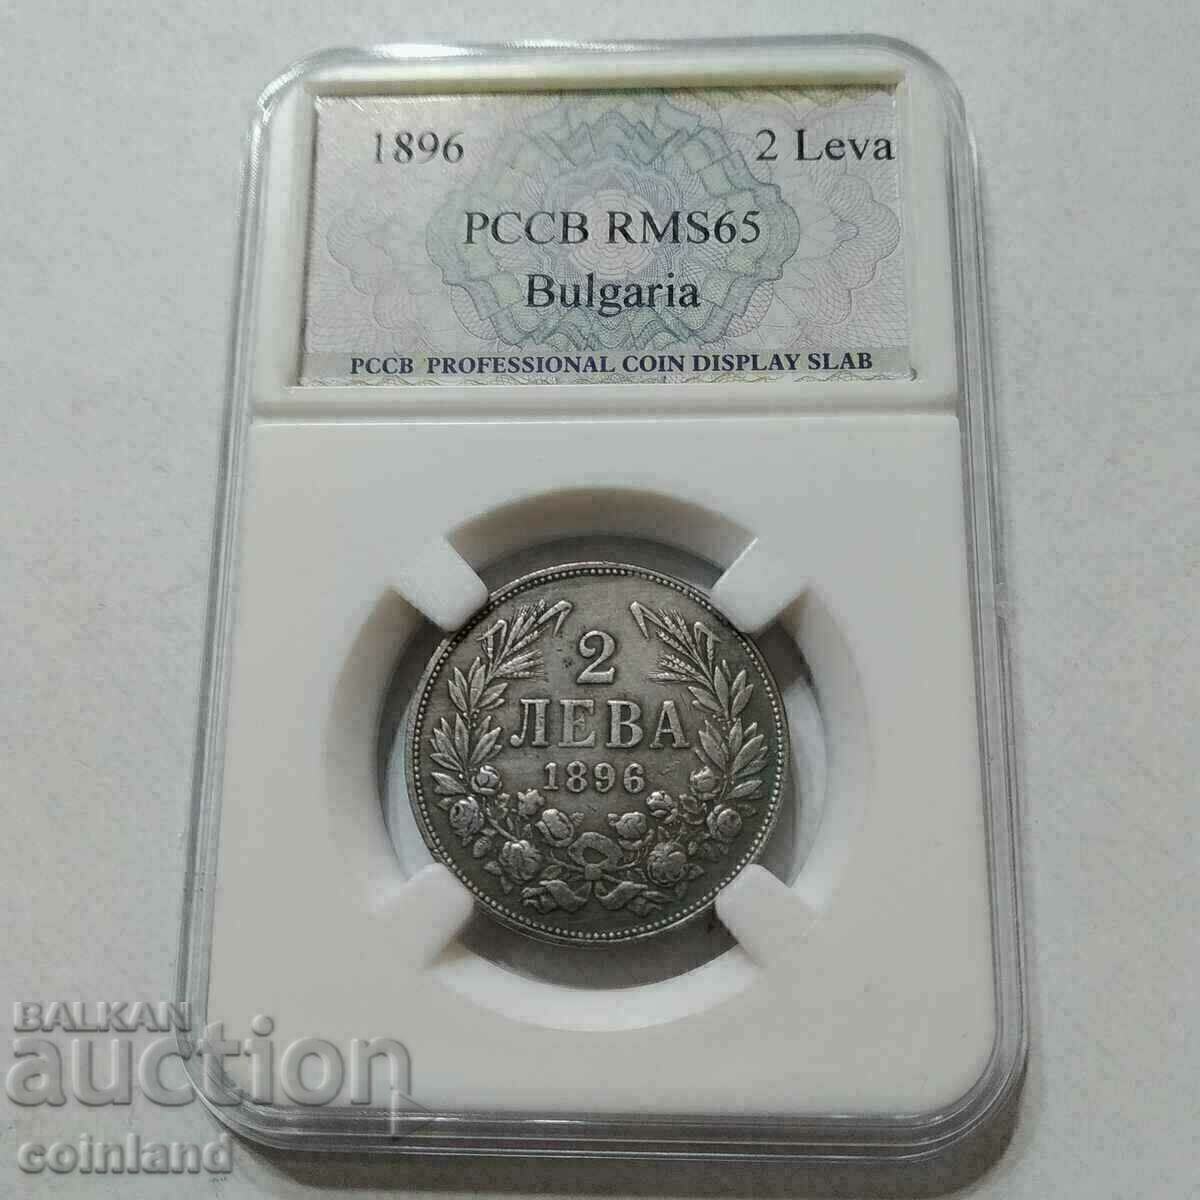 1896 2 Leva
PCCB RMS65
Bulgaria
PCCB PROFESSIONAL COIN DISPLAY SLAB
2
ЛЕВА
1896
BALKAN
auction
coinland